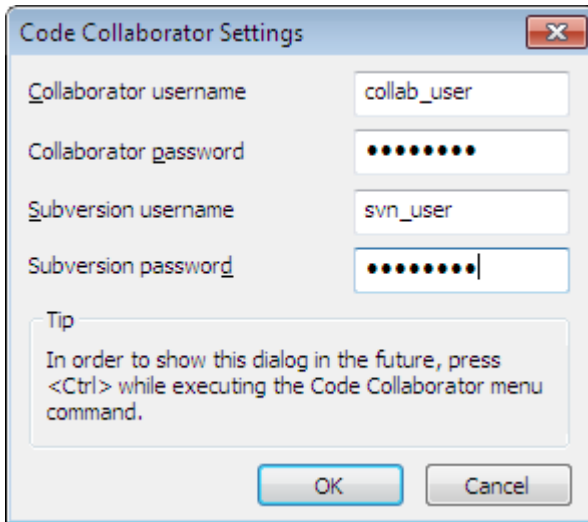 Code Collaborator Settings
Collaborator username
collab_user
Collaborator password
••••••••
Subversion username
svn_user
Subversion password
••••••••
Tip
In order to show this dialog in the future, press
<Ctrl> while executing the Code Collaborator menu
command.
OK
Cancel